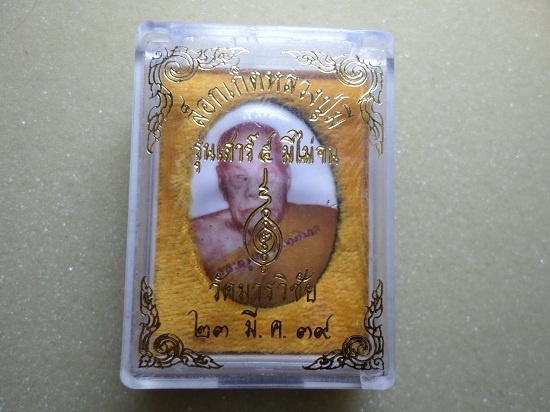 ล็อกเก็ตหลวงปู่ดี
รุ่นเสาร์ ๕ มีไม่จน
วัดมารวิชัย
๒๓ มี.ค. ๓๙